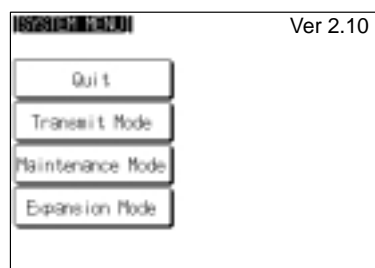 [SYSTEM MENU]
Ver 2.10
Quit
Transmit Mode
Maintenance Mode
Expansion Mode